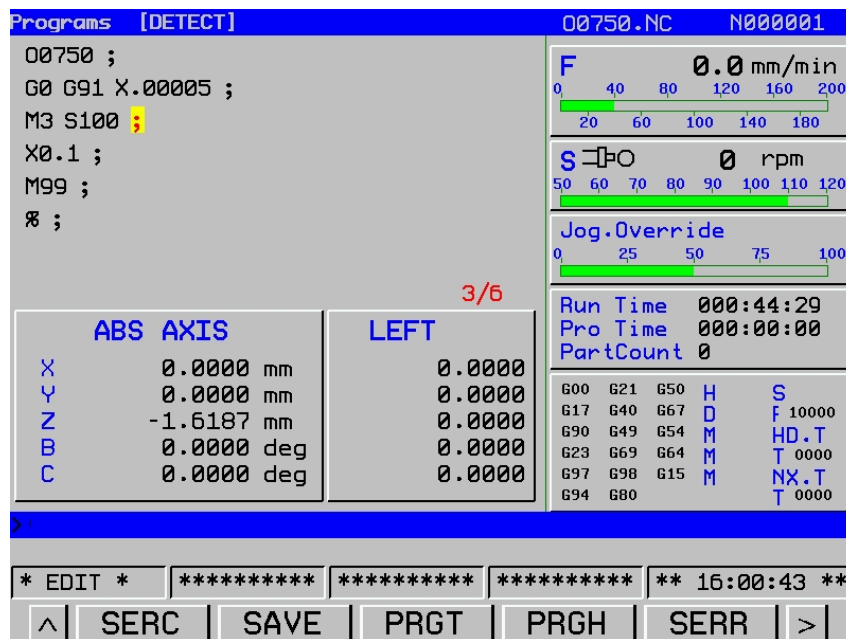 Programs [DETECT] O0750.NC N000001
O0750 ;
G0 G91 X.00005 ;
M3 S100 ;
X0.1 ;
M99 ;
% ;
3/6
F 0.0 mm/min
0 40 80 120 160 200
20 60 100 140 180
S 0 rpm
50 60 70 80 90 100 110 120
Jog.Override
0 25 50 75 100
Run Time 000:44:29
Pro Time 000:00:00
PartCount 0
ABS AXIS LEFT
X 0.0000 mm 0.0000
Y 0.0000 mm 0.0000
Z -1.6187 mm 0.0000
B 0.0000 deg 0.0000
C 0.0000 deg 0.0000
G00 G21 G50 H S
G17 G40 G67 D F 10000
G90 G49 G54 M HD.T
G23 G69 G64 M T 0000
G97 G98 G15 M NX.T
G94 G80 T 0000
>
* EDIT * ********** ********** ********** ** 16:00:43 **
^ SERC SAVE PRGT PRGH SERR >